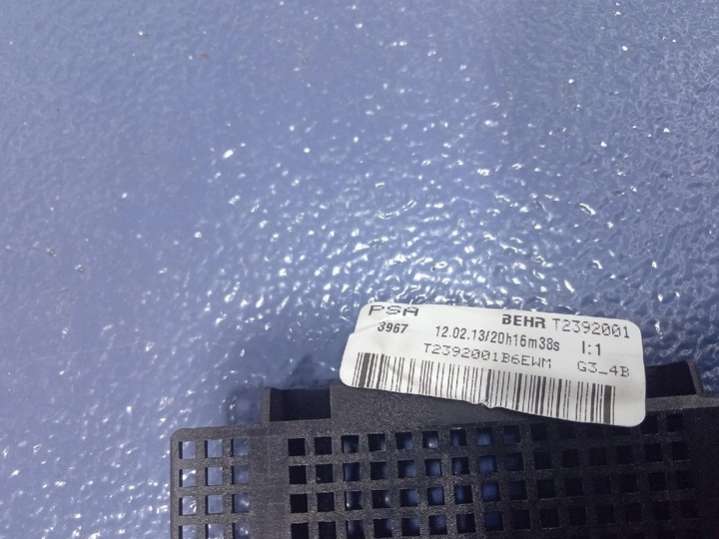 PSA BEHR T2392001
3967 12.02.13/20h16m38s I:1
T2392001B6EWM G3_4B